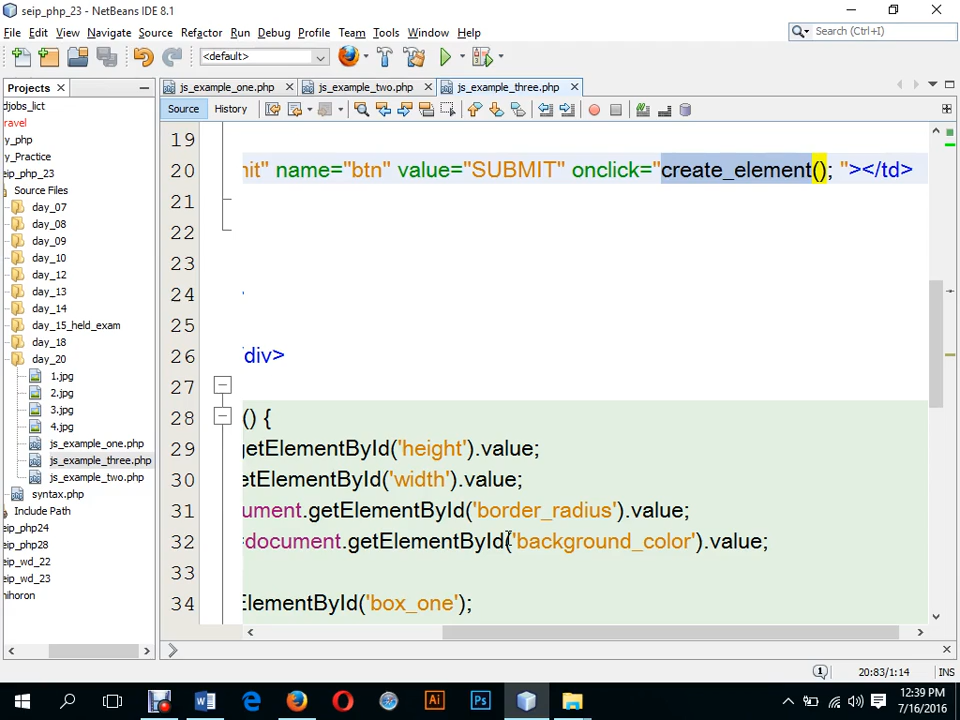 seip_php_23 - NetBeans IDE 8.1
File Edit View Navigate Source Refactor Run Debug Profile Team Tools Window Help
Search (Ctrl+I)
<default>
Projects
js_example_one.php
js_example_two.php
js_example_three.php
Source
History
djobs_list
ravel
y_php
y_Practice
eip_php_23
Source Files
day_07
day_08
day_09
day_10
day_12
day_13
day_14
day_15_held_exam
day_18
day_20
1.jpg
2.jpg
3.jpg
4.jpg
js_example_one.php
js_example_three.php
js_example_two.php
syntax.php
Include Path
eip_php24
eip_php28
eip_wd_22
eip_wd_23
nihoron
19
20 mit" name="btn" value="SUBMIT" onclick="create_element(); "></td>
21
22
23
24
25
26 /div>
27
28 () {
29 getElementById('height').value;
30 etElementById('width').value;
31 ument.getElementById('border_radius').value;
32 =document.getElementById('background_color').value;
33
34 ElementById('box_one');
20:83/1:14
INS
Ai
Ps
12:39 PM
7/16/2016